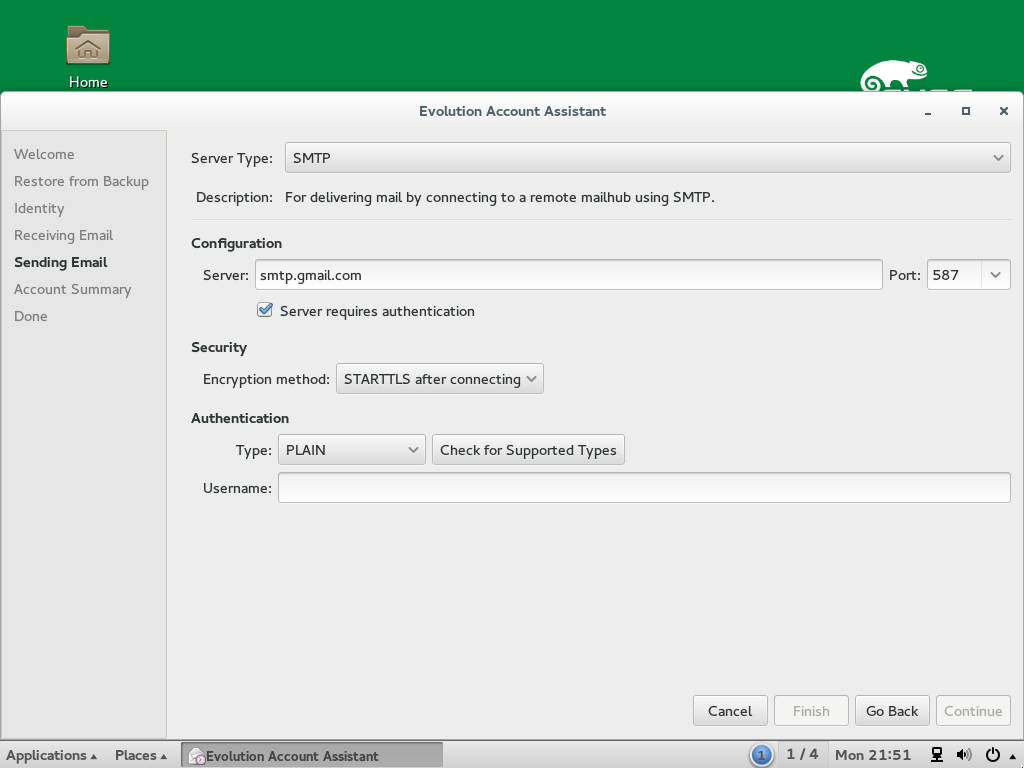 Home
Evolution Account Assistant
Welcome
Restore from Backup
Identity
Receiving Email
Sending Email
Account Summary
Done
Server Type: SMTP
Description: For delivering mail by connecting to a remote mailhub using SMTP.
Configuration
Server: smtp.gmail.com Port: 587
Server requires authentication
Security
Encryption method: STARTTLS after connecting
Authentication
Type: PLAIN Check for Supported Types
Username:
Cancel Finish Go Back Continue
Applications Places Evolution Account Assistant 1 1 / 4 Mon 21:51